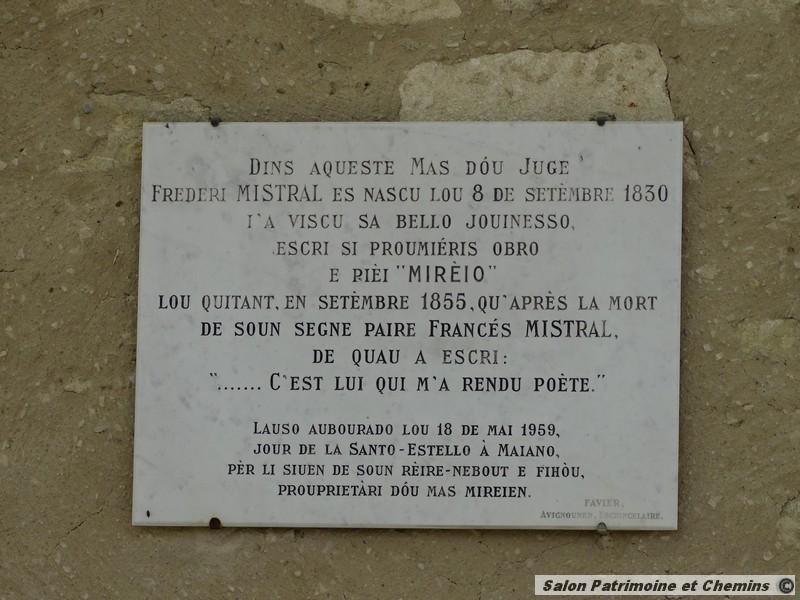 DINS AQUESTE MAS DÓU JUGE
FREDERI MISTRAL ES NASCU LOU 8 DE SETÈMBRE 1830
I'A VISCU SA BELLO JOUINESSO,
ESCRI SI PROUMIÉRIS OBRO
E PIÈI "MIRÈIO"
LOU QUITANT, EN SETÈMBRE 1855, QU'APRÈS LA MORT
DE SOUN SEGNE PAIRE FRANCÉS MISTRAL,
DE QUAU A ESCRI:
"....... C'EST LUI QUI M'A RENDU POÈTE."
LAUSO AUBOURADO LOU 18 DE MAI 1959,
JOUR DE LA SANTO-ESTELLO À MAIANO,
PÈR LI SIUEN DE SOUN RÈIRE-NEBOUT E FIHÒU,
PROUPRIETÀRI DÓU MAS MIREIEN.
FAVIER,
AVIGNOUNEN,
Salon Patrimoine et Chemins ©